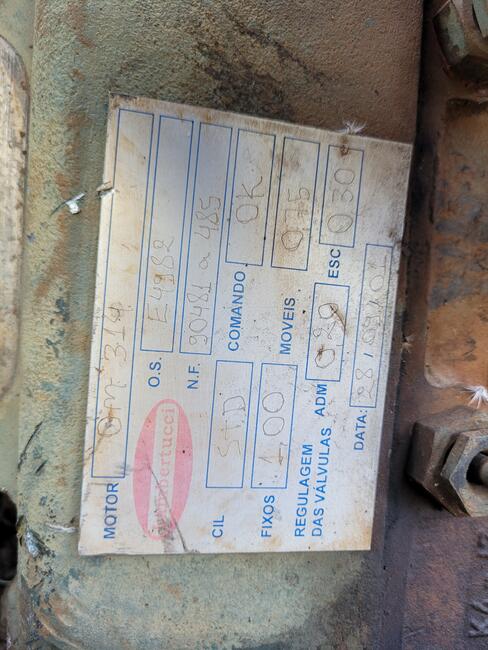 MOTOR OM 314
O.S. E4982
N.F. 90481 a 485
CIL STD COMANDO OK
FIXOS 1,00 MOVEIS 0,75
REGULAGEM
DAS VÁLVULAS ADM 0,20 ESC 0,30
DATA: 28,